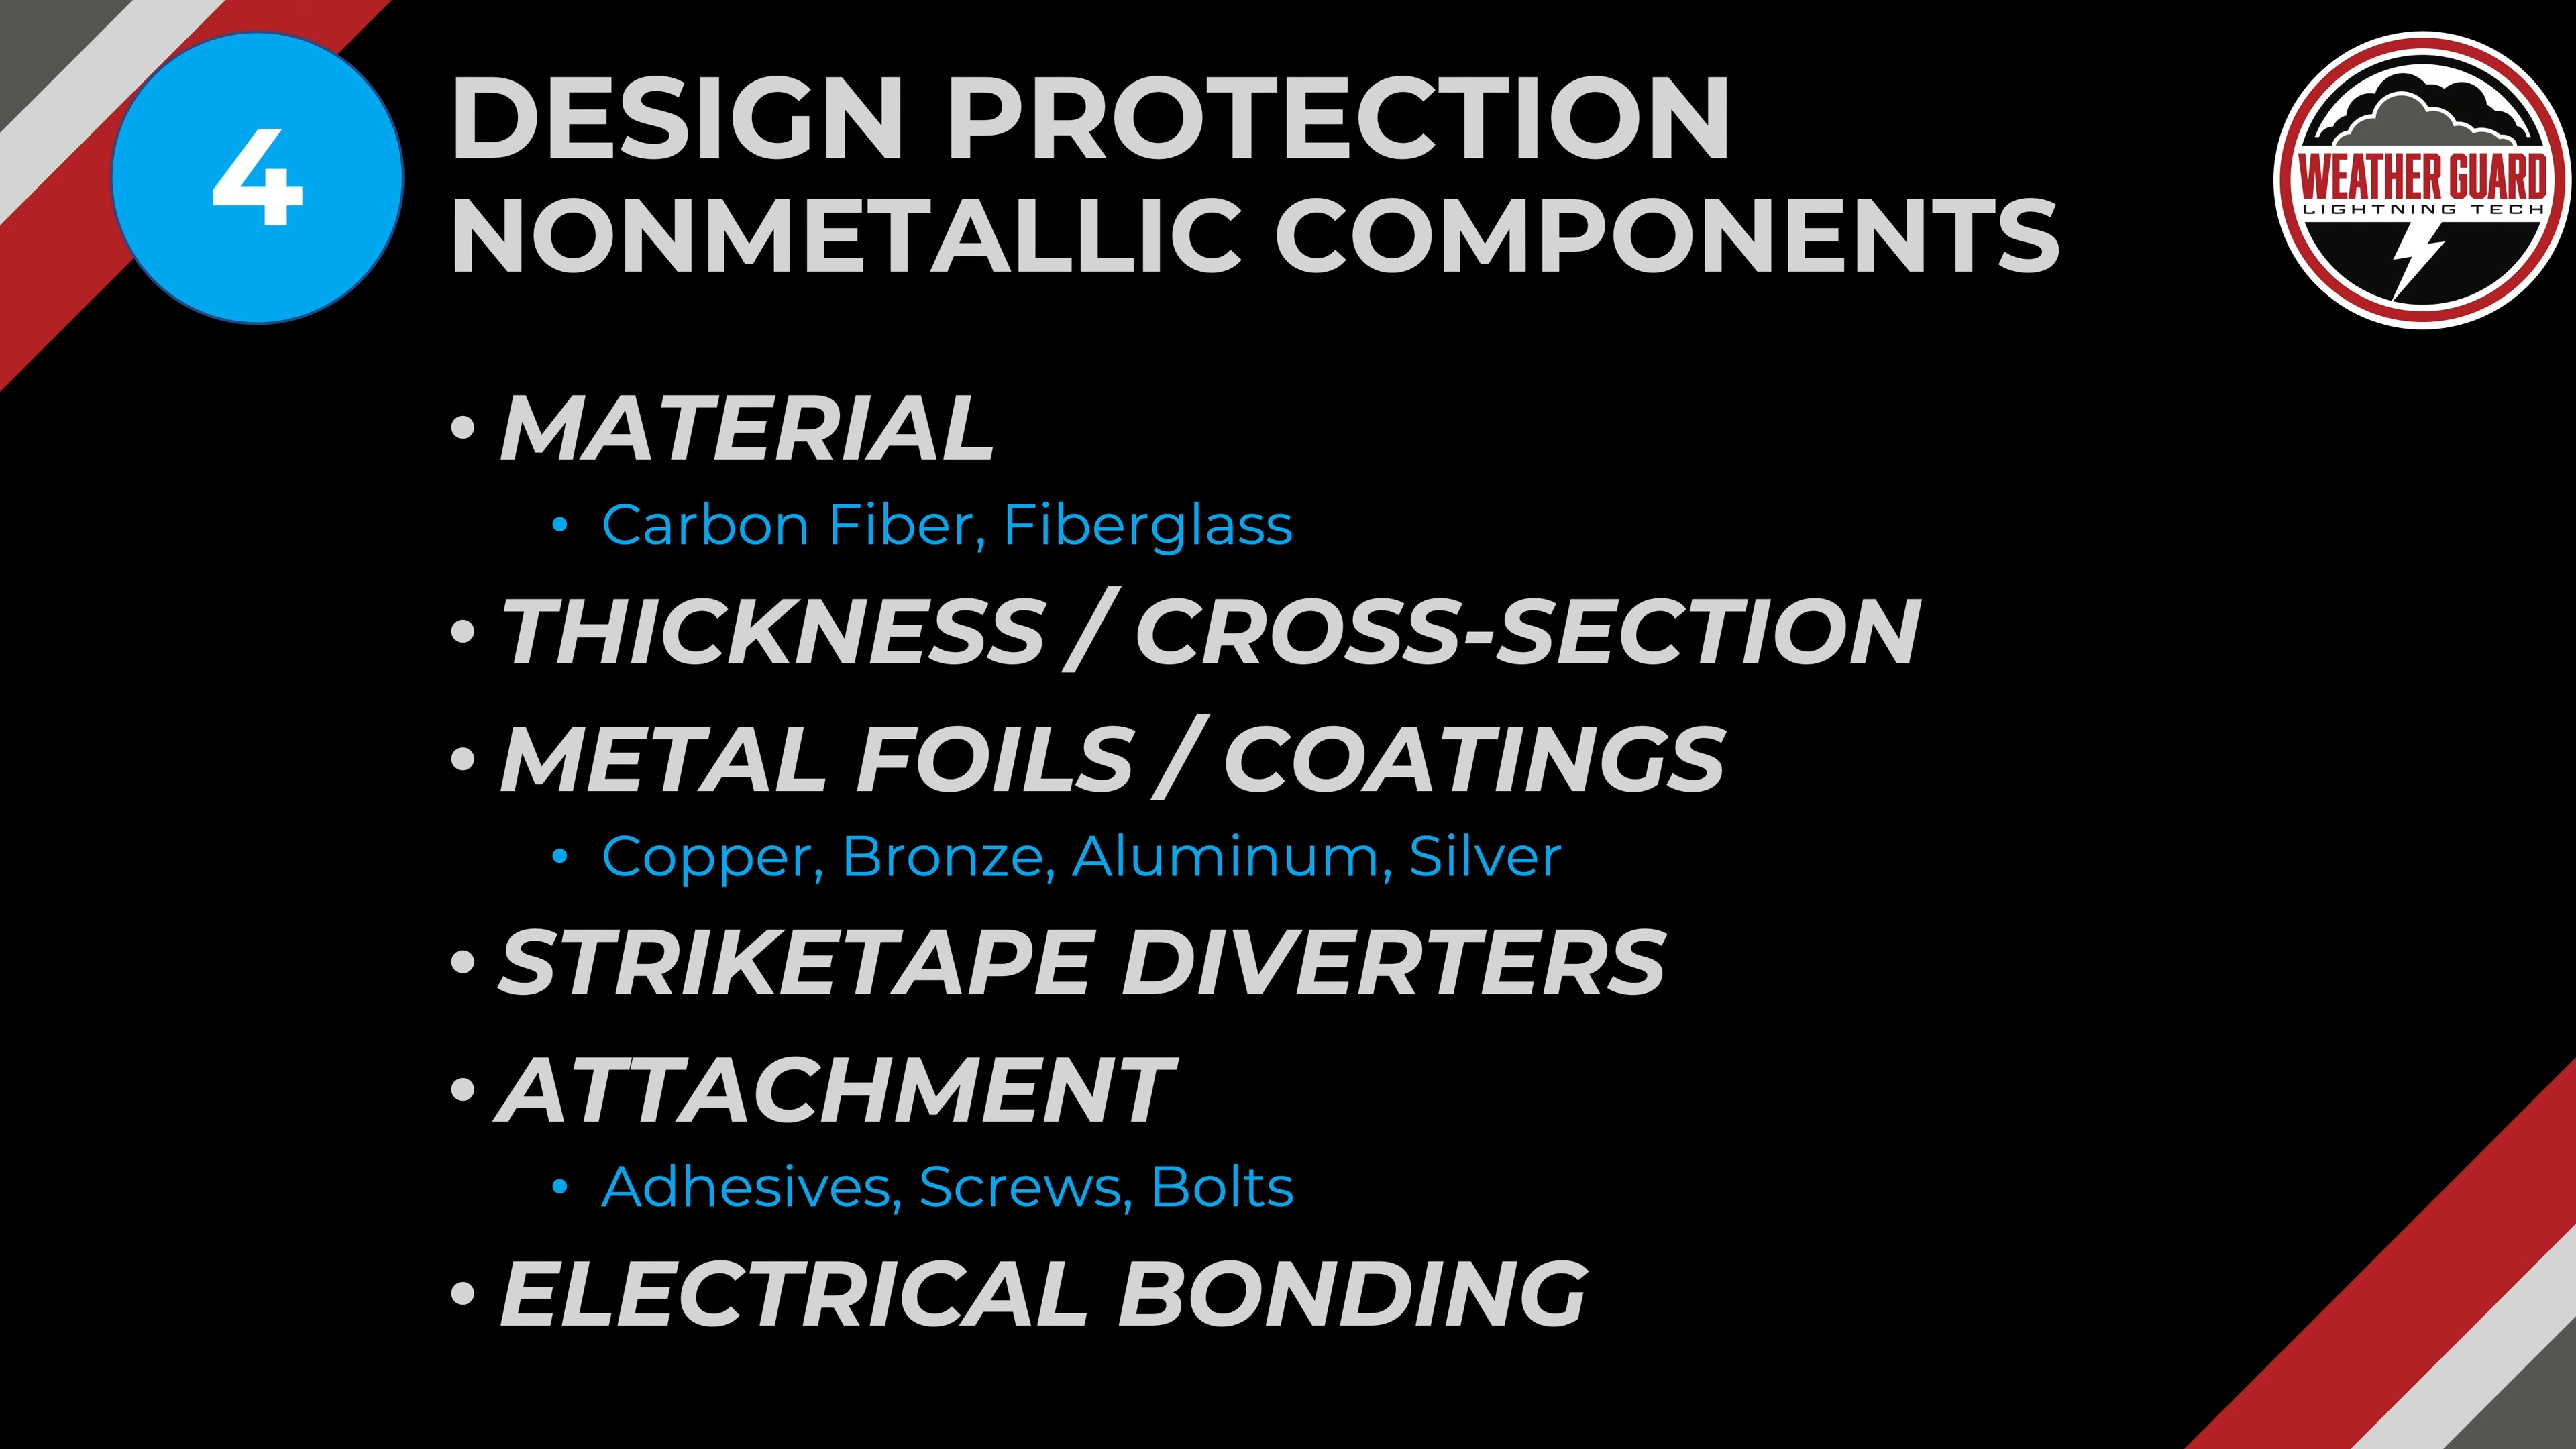 4
DESIGN PROTECTION
NONMETALLIC COMPONENTS
WEATHER GUARD
LIGHTNING TECH
• MATERIAL
• Carbon Fiber, Fiberglass
• THICKNESS / CROSS-SECTION
• METAL FOILS / COATINGS
• Copper, Bronze, Aluminum, Silver
• STRIKETAPE DIVERTERS
• ATTACHMENT
• Adhesives, Screws, Bolts
• ELECTRICAL BONDING